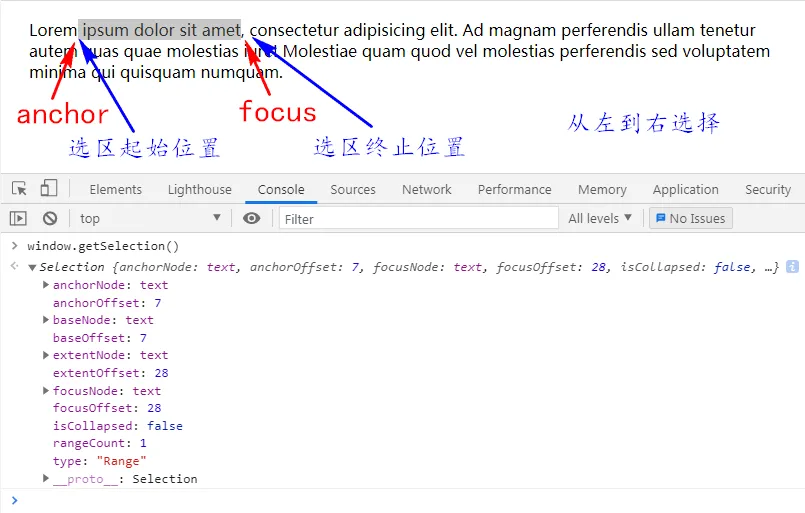 Lorem ipsum dolor sit amet, consectetur adipisicing elit. Ad magnam perferendis ullam tenetur
autem quas quae molestias iure! Molestiae quam quod vel molestias perferendis sed voluptatem
minima qui quisquam numquam.
anchor focus
选区起始位置 选区终止位置 从左到右选择
Elements Lighthouse Console Sources Network Performance Memory Application Security
top Filter All levels No Issues
window.getSelection()
Selection {anchorNode: text, anchorOffset: 7, focusNode: text, focusOffset: 28, isCollapsed: false, …}
anchorNode: text
anchorOffset: 7
baseNode: text
baseOffset: 7
extentNode: text
extentOffset: 28
focusNode: text
focusOffset: 28
isCollapsed: false
rangeCount: 1
type: "Range"
__proto__: Selection